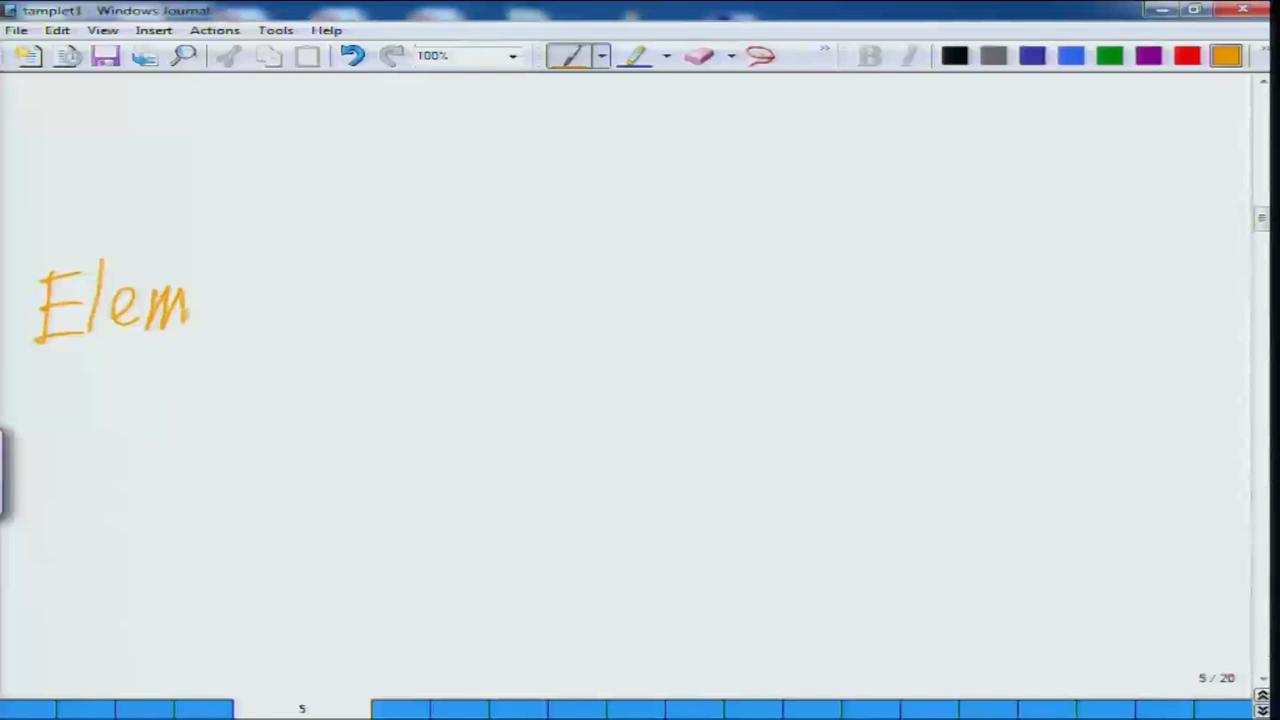 tamplet1 - Windows Journal
File Edit View Insert Actions Tools Help
100%
B I
Elem
5 / 20
5